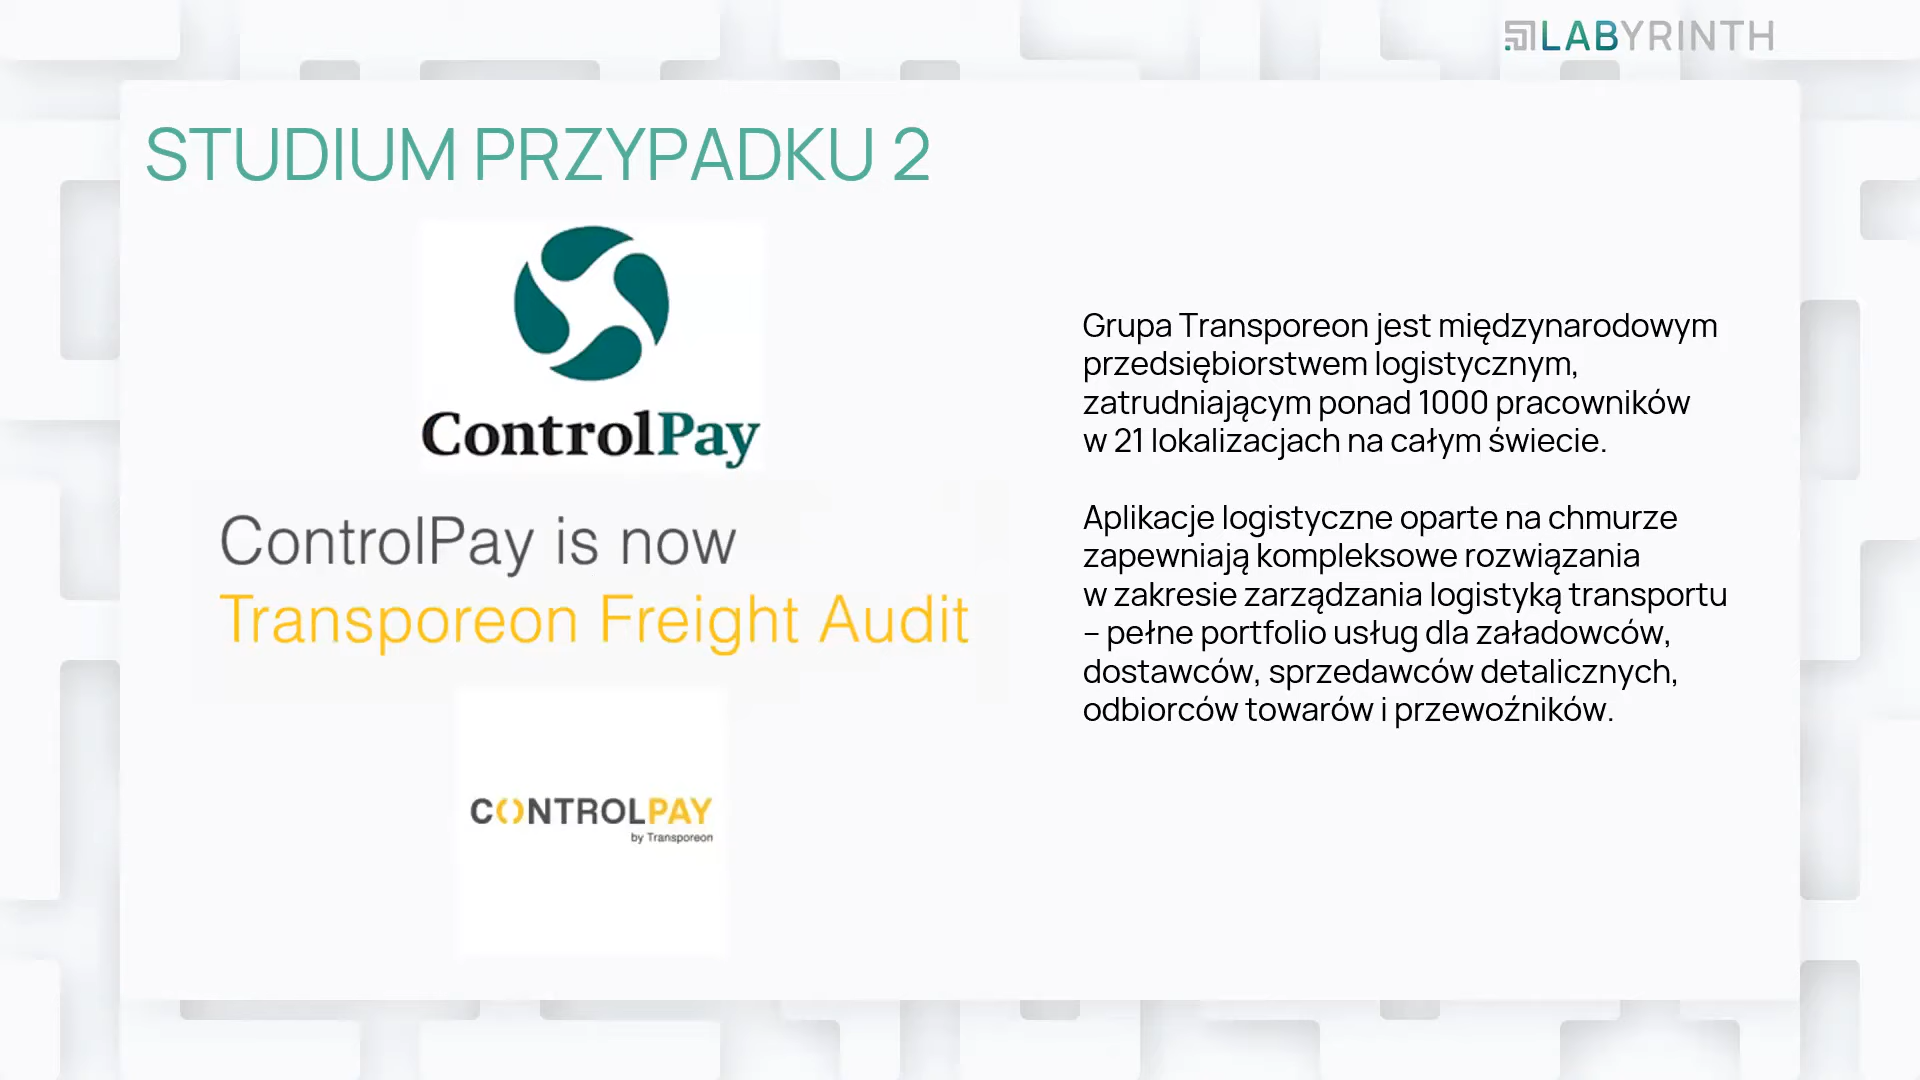 LABYRINTH
STUDIUM PRZYPADKU 2
ControlPay
ControlPay is now
Transporeon Freight Audit
CONTROLPAY
by Transporeon
Grupa Transporeon jest międzynarodowym
przedsiębiorstwem logistycznym,
zatrudniającym ponad 1000 pracowników
w 21 lokalizacjach na całym świecie.
Aplikacje logistyczne oparte na chmurze
zapewniają kompleksowe rozwiązania
w zakresie zarządzania logistyką transportu
– pełne portfolio usług dla załadowców,
dostawców, sprzedawców detalicznych,
odbiorców towarów i przewoźników.